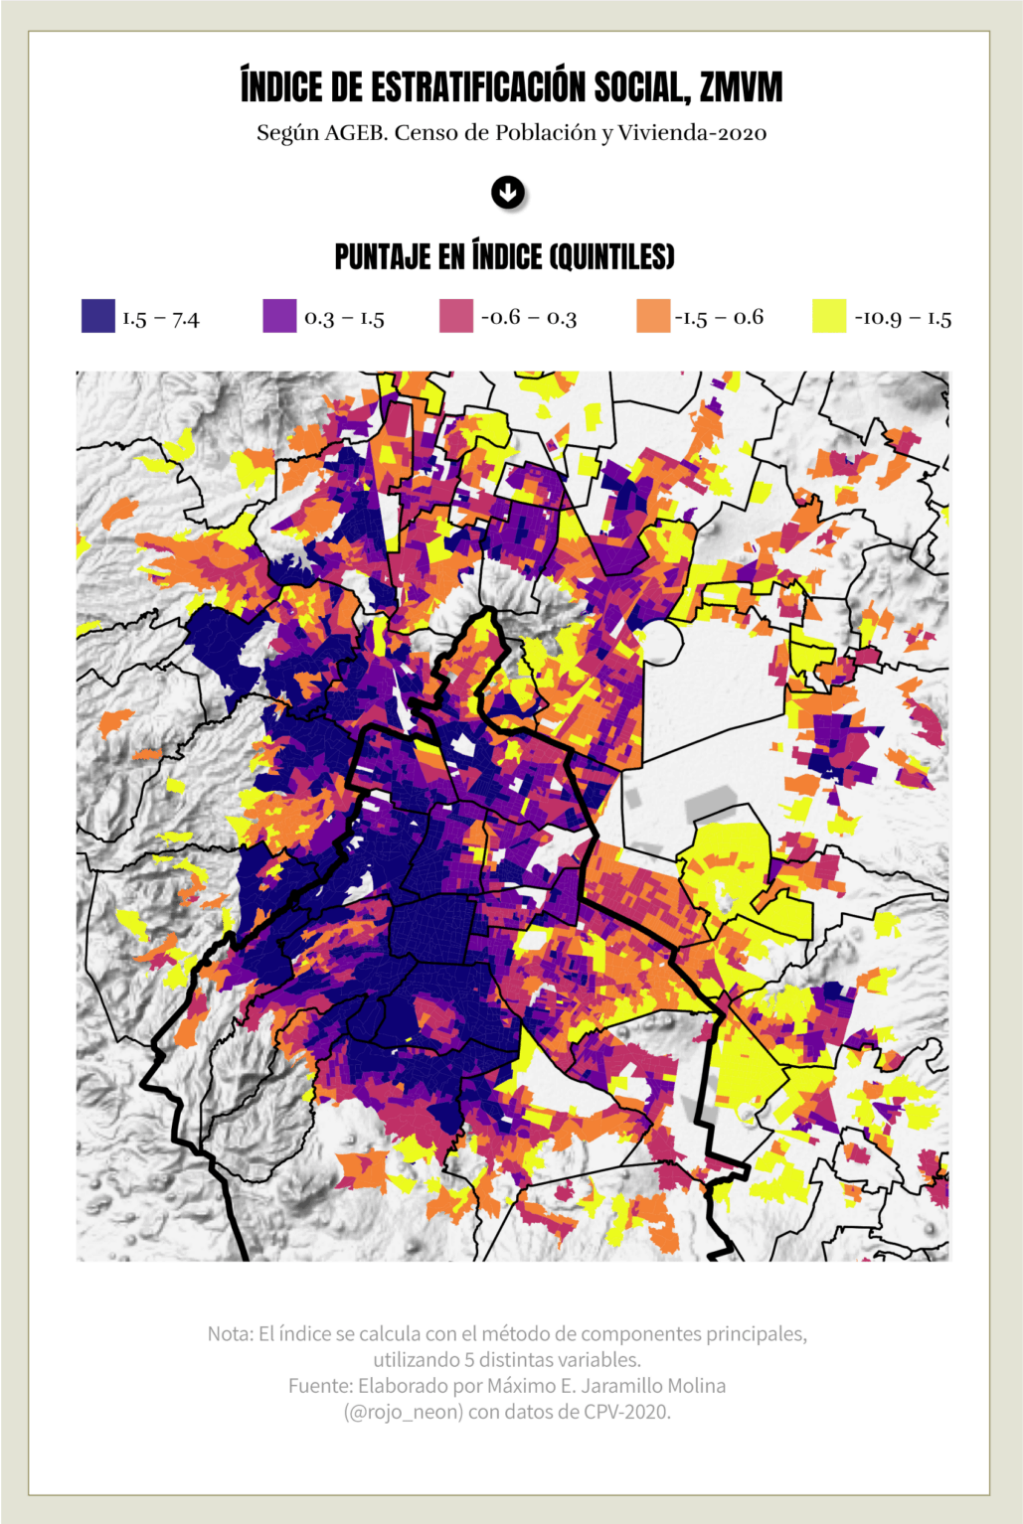 ÍNDICE DE ESTRATIFICACIÓN SOCIAL, ZMVM
Según AGEB. Censo de Población y Vivienda-2020
PUNTAJE EN ÍNDICE (QUINTILES)
1.5 – 7.4
0.3 – 1.5
-0.6 – 0.3
-1.5 – 0.6
-10.9 – 1.5
Nota: El índice se calcula con el método de componentes principales,
utilizando 5 distintas variables.
Fuente: Elaborado por Máximo E. Jaramillo Molina
(@rojo_neon) con datos de CPV-2020.